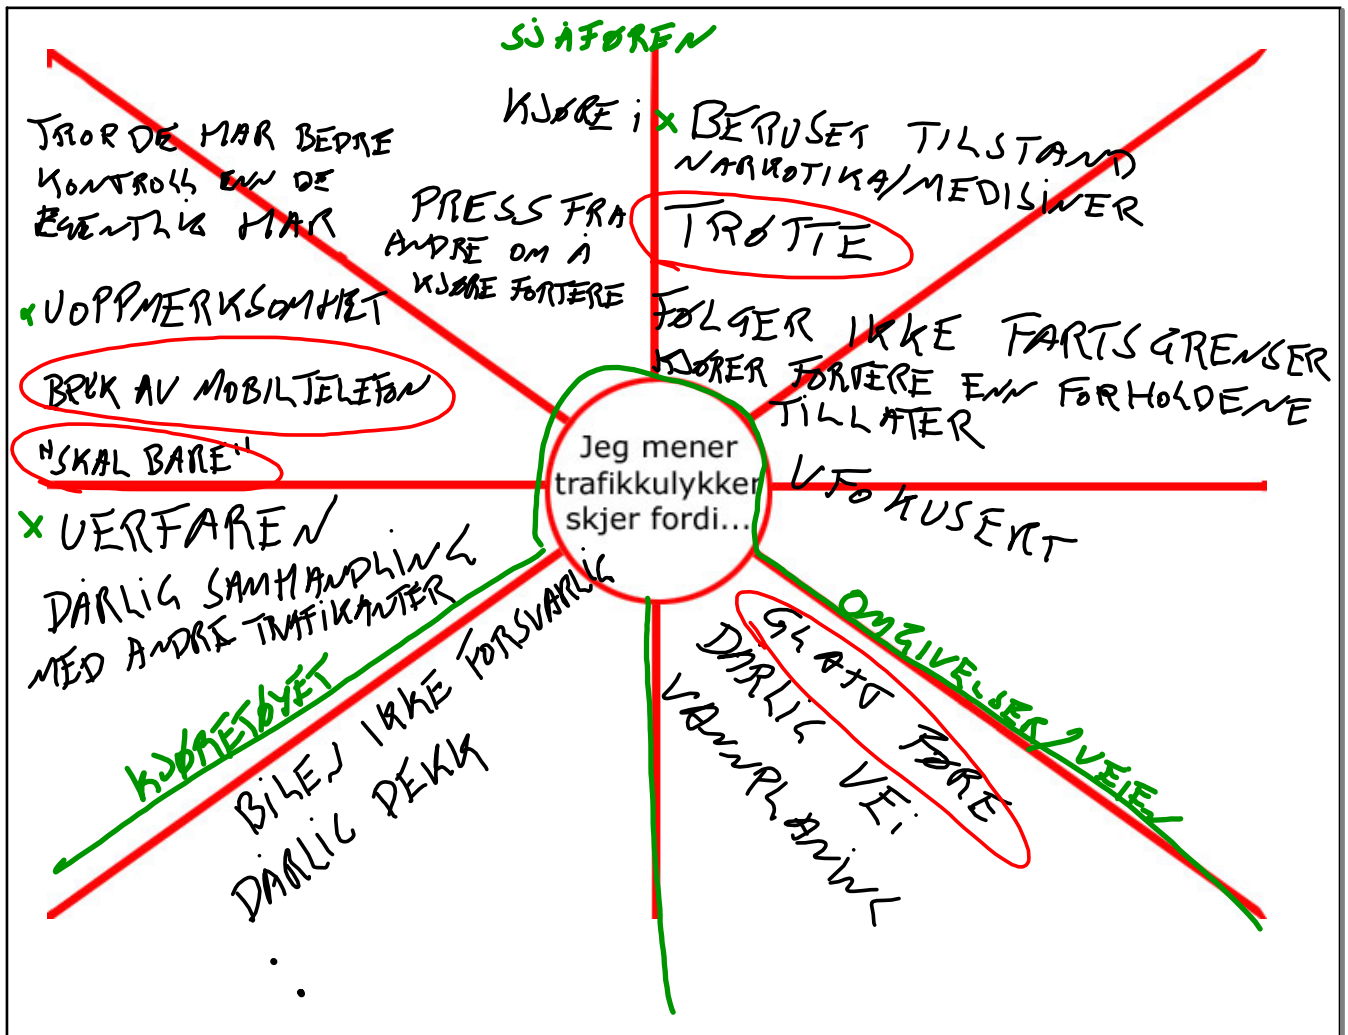 SJÅFØREN
KJØRE i x BERUSET TILSTAND
NARKOTIKA/MEDISINER
TROR DE HAR BEDRE
KONTROLL ENN DE
EGENTLIG HAR
PRESS FRA
ANDRE OM Å
KJØRE FORTERE
TRØTTE
x UOPPMERKSOMHET
FØLGER IKKE FARTSGRENSER
KJØRER FORTERE ENN FORHOLDENE
TILLATER
BRUK AV MOBILTELEFON
"SKAL BARE"
Jeg mener
trafikkulykker
skjer fordi...
UFOKUSERT
x UERFAREN
DÅRLIG SAMHANDLING
MED ANDRE TRAFIKANTER
KJØRETØYET
BILEN IKKE FORSVARLIG
DÅRLIG DEKK
OMGIVELSER/VEIEN
GLATT FØRE
DÅRLIG VEI
VANNPLANING